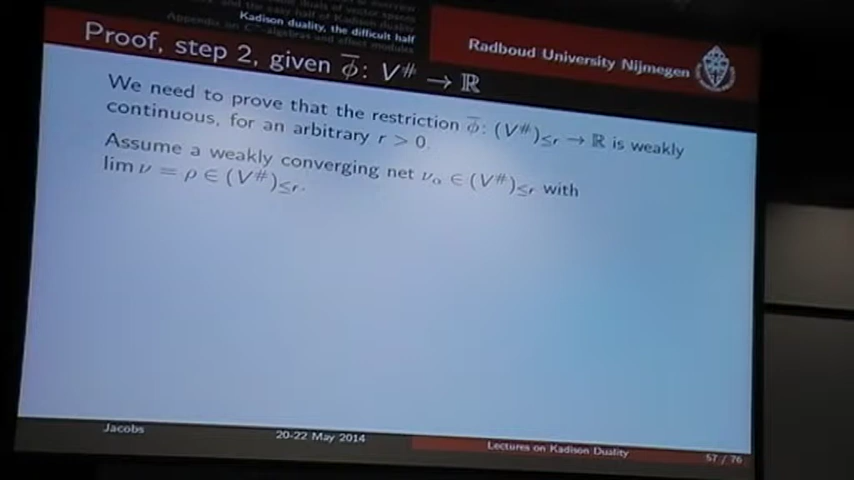 Kadison duality, the difficult half
Radboud University Nijmegen
Proof, step 2, given ϕ̅: V^# → ℝ
We need to prove that the restriction ϕ̅: (V^#)_{≤r} → ℝ is weakly
continuous, for an arbitrary r > 0.
Assume a weakly converging net ν_α ∈ (V^#)_{≤r} with
lim ν = ρ ∈ (V^#)_{≤r}.
Jacobs
20-22 May 2014
Lectures on Kadison Duality
57 / 76